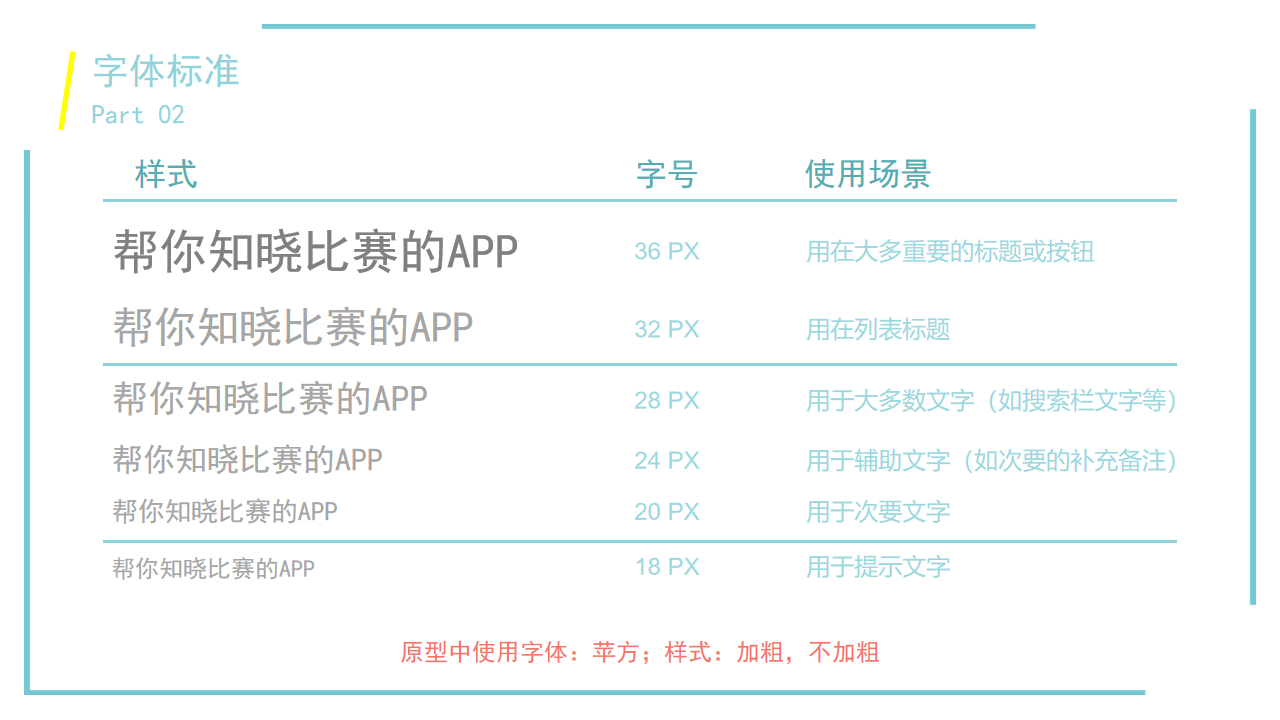 字体标准
Part 02
样式 字号 使用场景
帮你知晓比赛的APP 36 PX 用在大多重要的标题或按钮
帮你知晓比赛的APP 32 PX 用在列表标题
帮你知晓比赛的APP 28 PX 用于大多数文字（如搜索栏文字等）
帮你知晓比赛的APP 24 PX 用于辅助文字（如次要的补充备注）
帮你知晓比赛的APP 20 PX 用于次要文字
帮你知晓比赛的APP 18 PX 用于提示文字
原型中使用字体：苹方；样式：加粗，不加粗